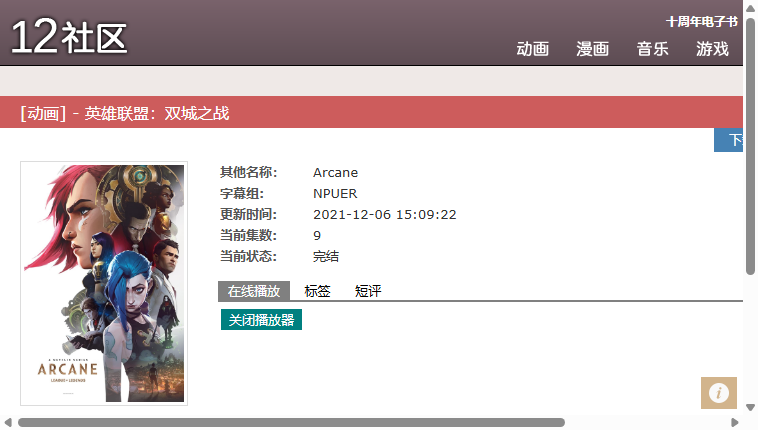 12社区
十周年电子书
动画 漫画 音乐 游戏
[动画] - 英雄联盟：双城之战
其他名称： Arcane
字幕组： NPUER
更新时间： 2021-12-06 15:09:22
当前集数： 9
当前状态： 完结
在线播放 标签 短评
关闭播放器
ARCANE
LEAGUE OF LEGENDS
i